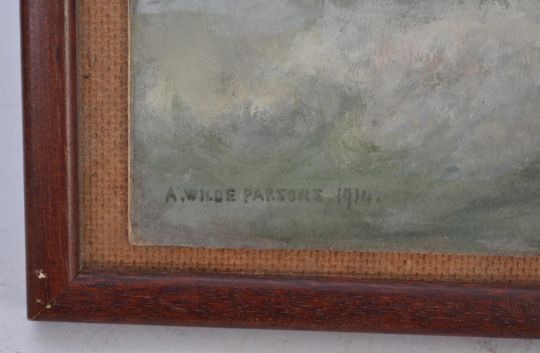 A. WILDE PARSONS. 1914.